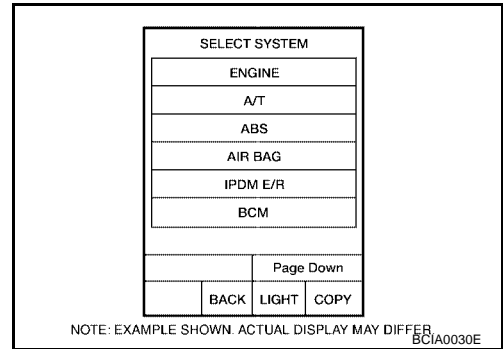 SELECT SYSTEM
ENGINE
A/T
ABS
AIR BAG
IPDM E/R
BCM
Page Down
BACK LIGHT COPY
NOTE: EXAMPLE SHOWN. ACTUAL DISPLAY MAY DIFFER.
BCIA0030E